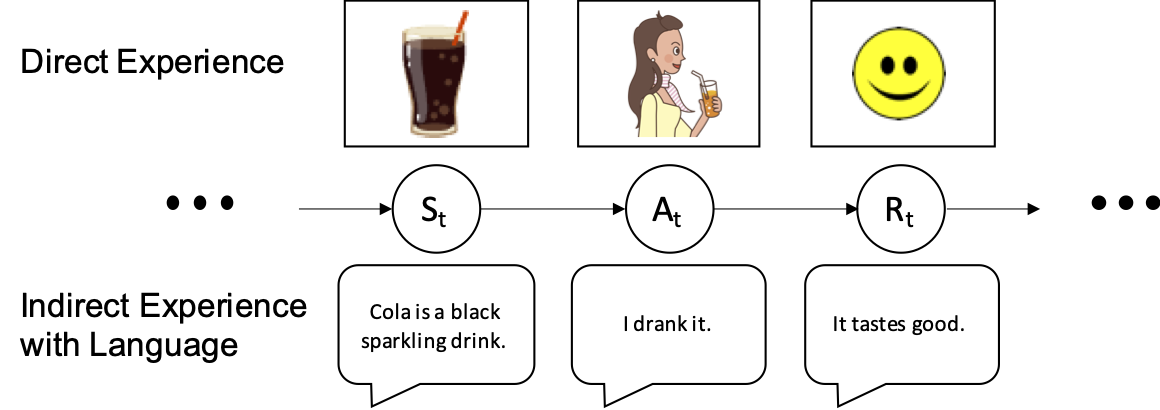 Direct Experience
S_t
A_t
R_t
Indirect Experience
with Language
Cola is a black
sparkling drink.
I drank it.
It tastes good.